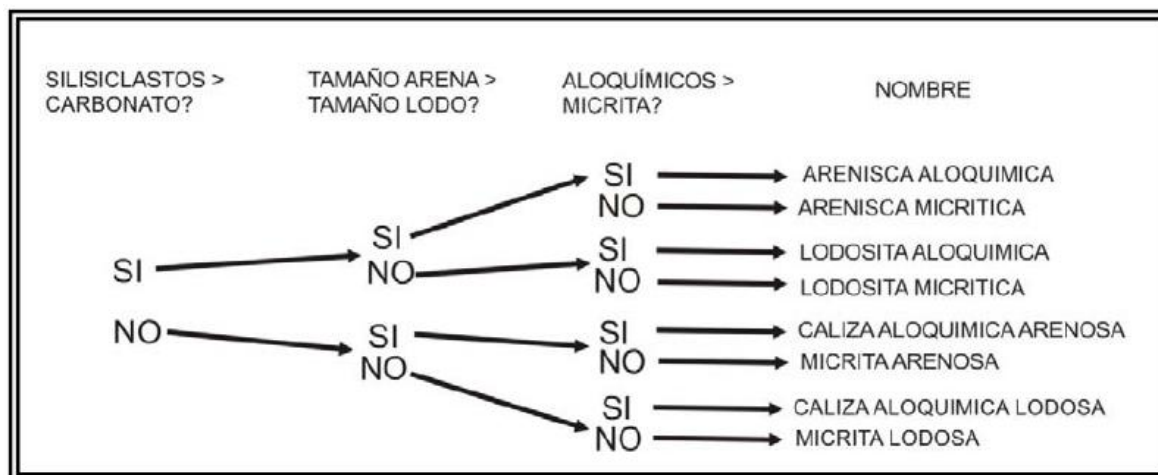 SILISICLASTOS >
CARBONATO?
TAMAÑO ARENA >
TAMAÑO LODO?
ALOQUÍMICOS >
MICRITA?
NOMBRE
SI
NO
SI
NO
SI
NO
SI
NO
SI
NO
SI
NO
SI
NO
ARENISCA ALOQUIMICA
ARENISCA MICRITICA
LODOSITA ALOQUIMICA
LODOSITA MICRITICA
CALIZA ALOQUIMICA ARENOSA
MICRITA ARENOSA
CALIZA ALOQUIMICA LODOSA
MICRITA LODOSA